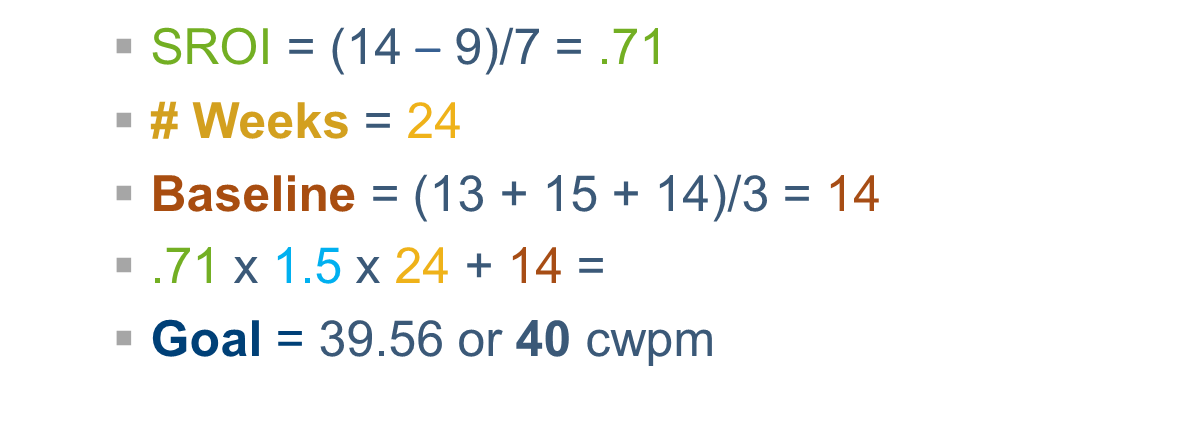 ▪ SROI = (14 – 9)/7 = .71
▪ # Weeks = 24
▪ Baseline = (13 + 15 + 14)/3 = 14
▪ .71 x 1.5 x 24 + 14 =
▪ Goal = 39.56 or 40 cwpm